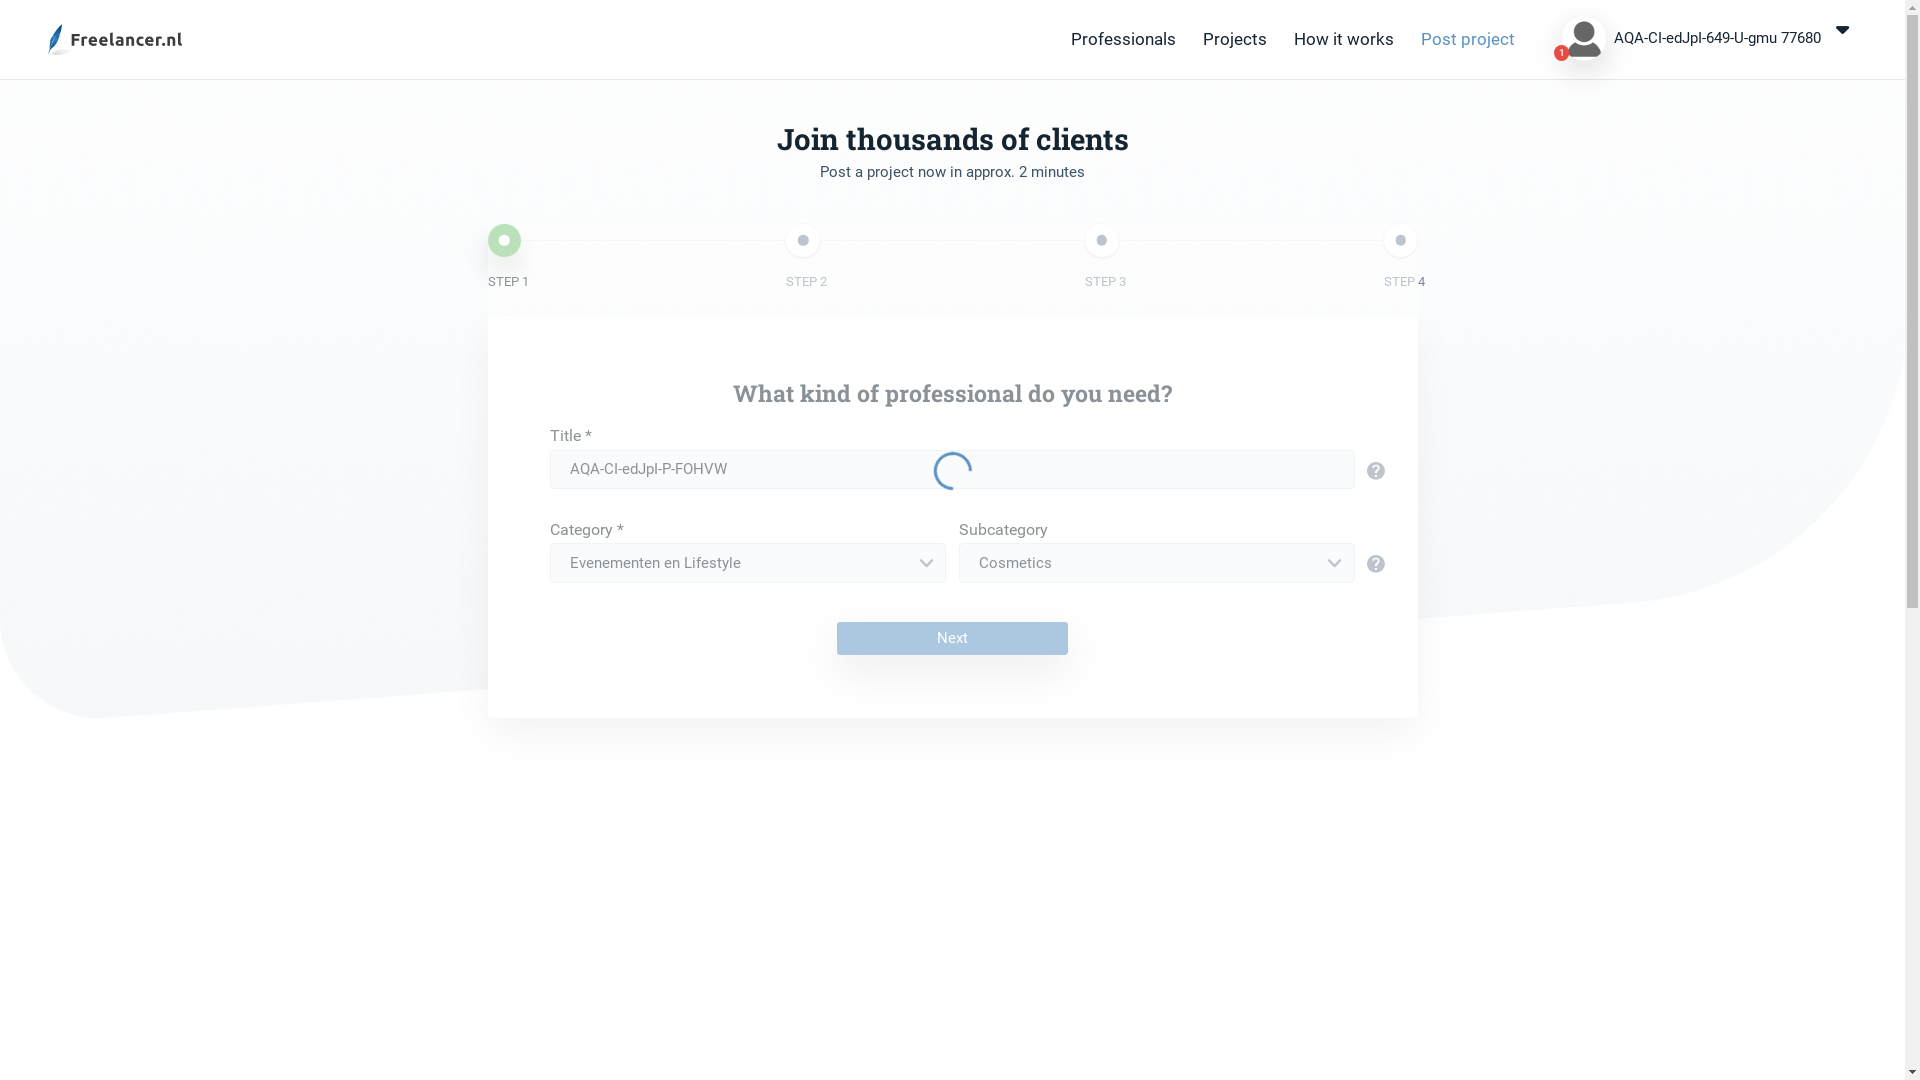 Freelancer.nl
Professionals
Projects
How it works
Post project
1
AQA-CI-edJpI-649-U-gmu 77680
Join thousands of clients
Post a project now in approx. 2 minutes
STEP 1
STEP 2
STEP 3
STEP 4
What kind of professional do you need?
Title *
AQA-CI-edJpI-P-FOHVW
Category *
Subcategory
Evenementen en Lifestyle
Cosmetics
Next